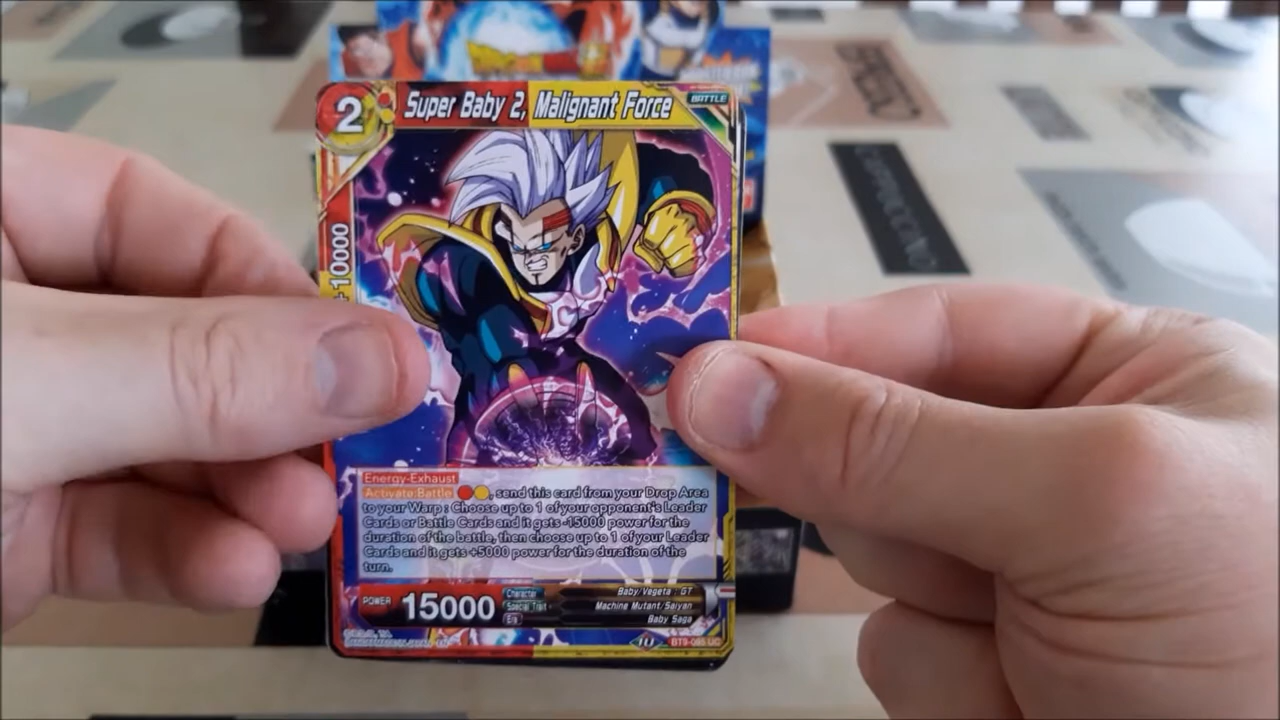 2
Super Baby 2, Malignant Force
BATTLE
+10000
ESPRESSO
CAPPUCCINO
Energy-Exhaust
Activate:Battle , send this card from your Drop Area
to your Warp : Choose up to 1 of your opponent's Leader
Cards or Battle Cards and it gets -15000 power for the
duration of the battle, then choose up to 1 of your Leader
Cards and it gets +5000 power for the duration of the
turn.
POWER
15000
Character
Baby/Vegeta : GT
Special Trait
Machine Mutant/Saiyan
Era
Baby Saga
UC